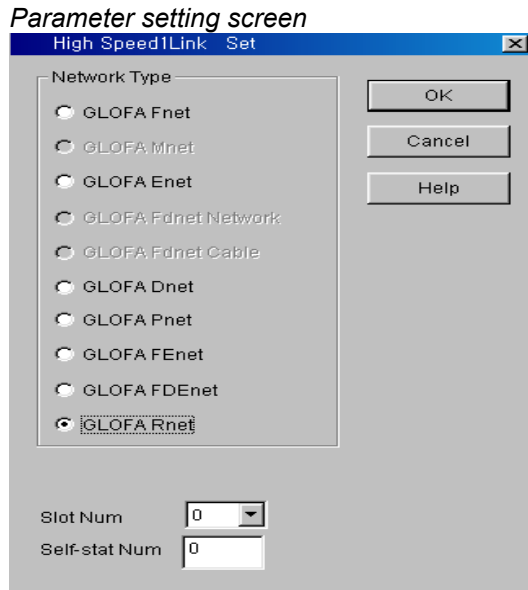 Parameter setting screen
High Speed1Link Set
Network Type
GLOFA Fnet
GLOFA Mnet
GLOFA Enet
GLOFA Fdnet Network
GLOFA Fdnet Cable
GLOFA Dnet
GLOFA Pnet
GLOFA FEnet
GLOFA FDEnet
GLOFA Rnet
OK
Cancel
Help
Slot Num 0
Self-stat Num 0